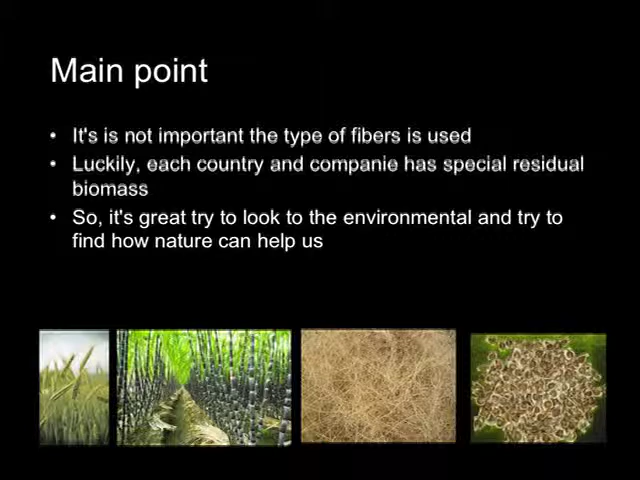 Main point
• It's is not important the type of fibers is used
• Luckily, each country and companie has special residual
biomass
• So, it's great try to look to the environmental and try to
find how nature can help us